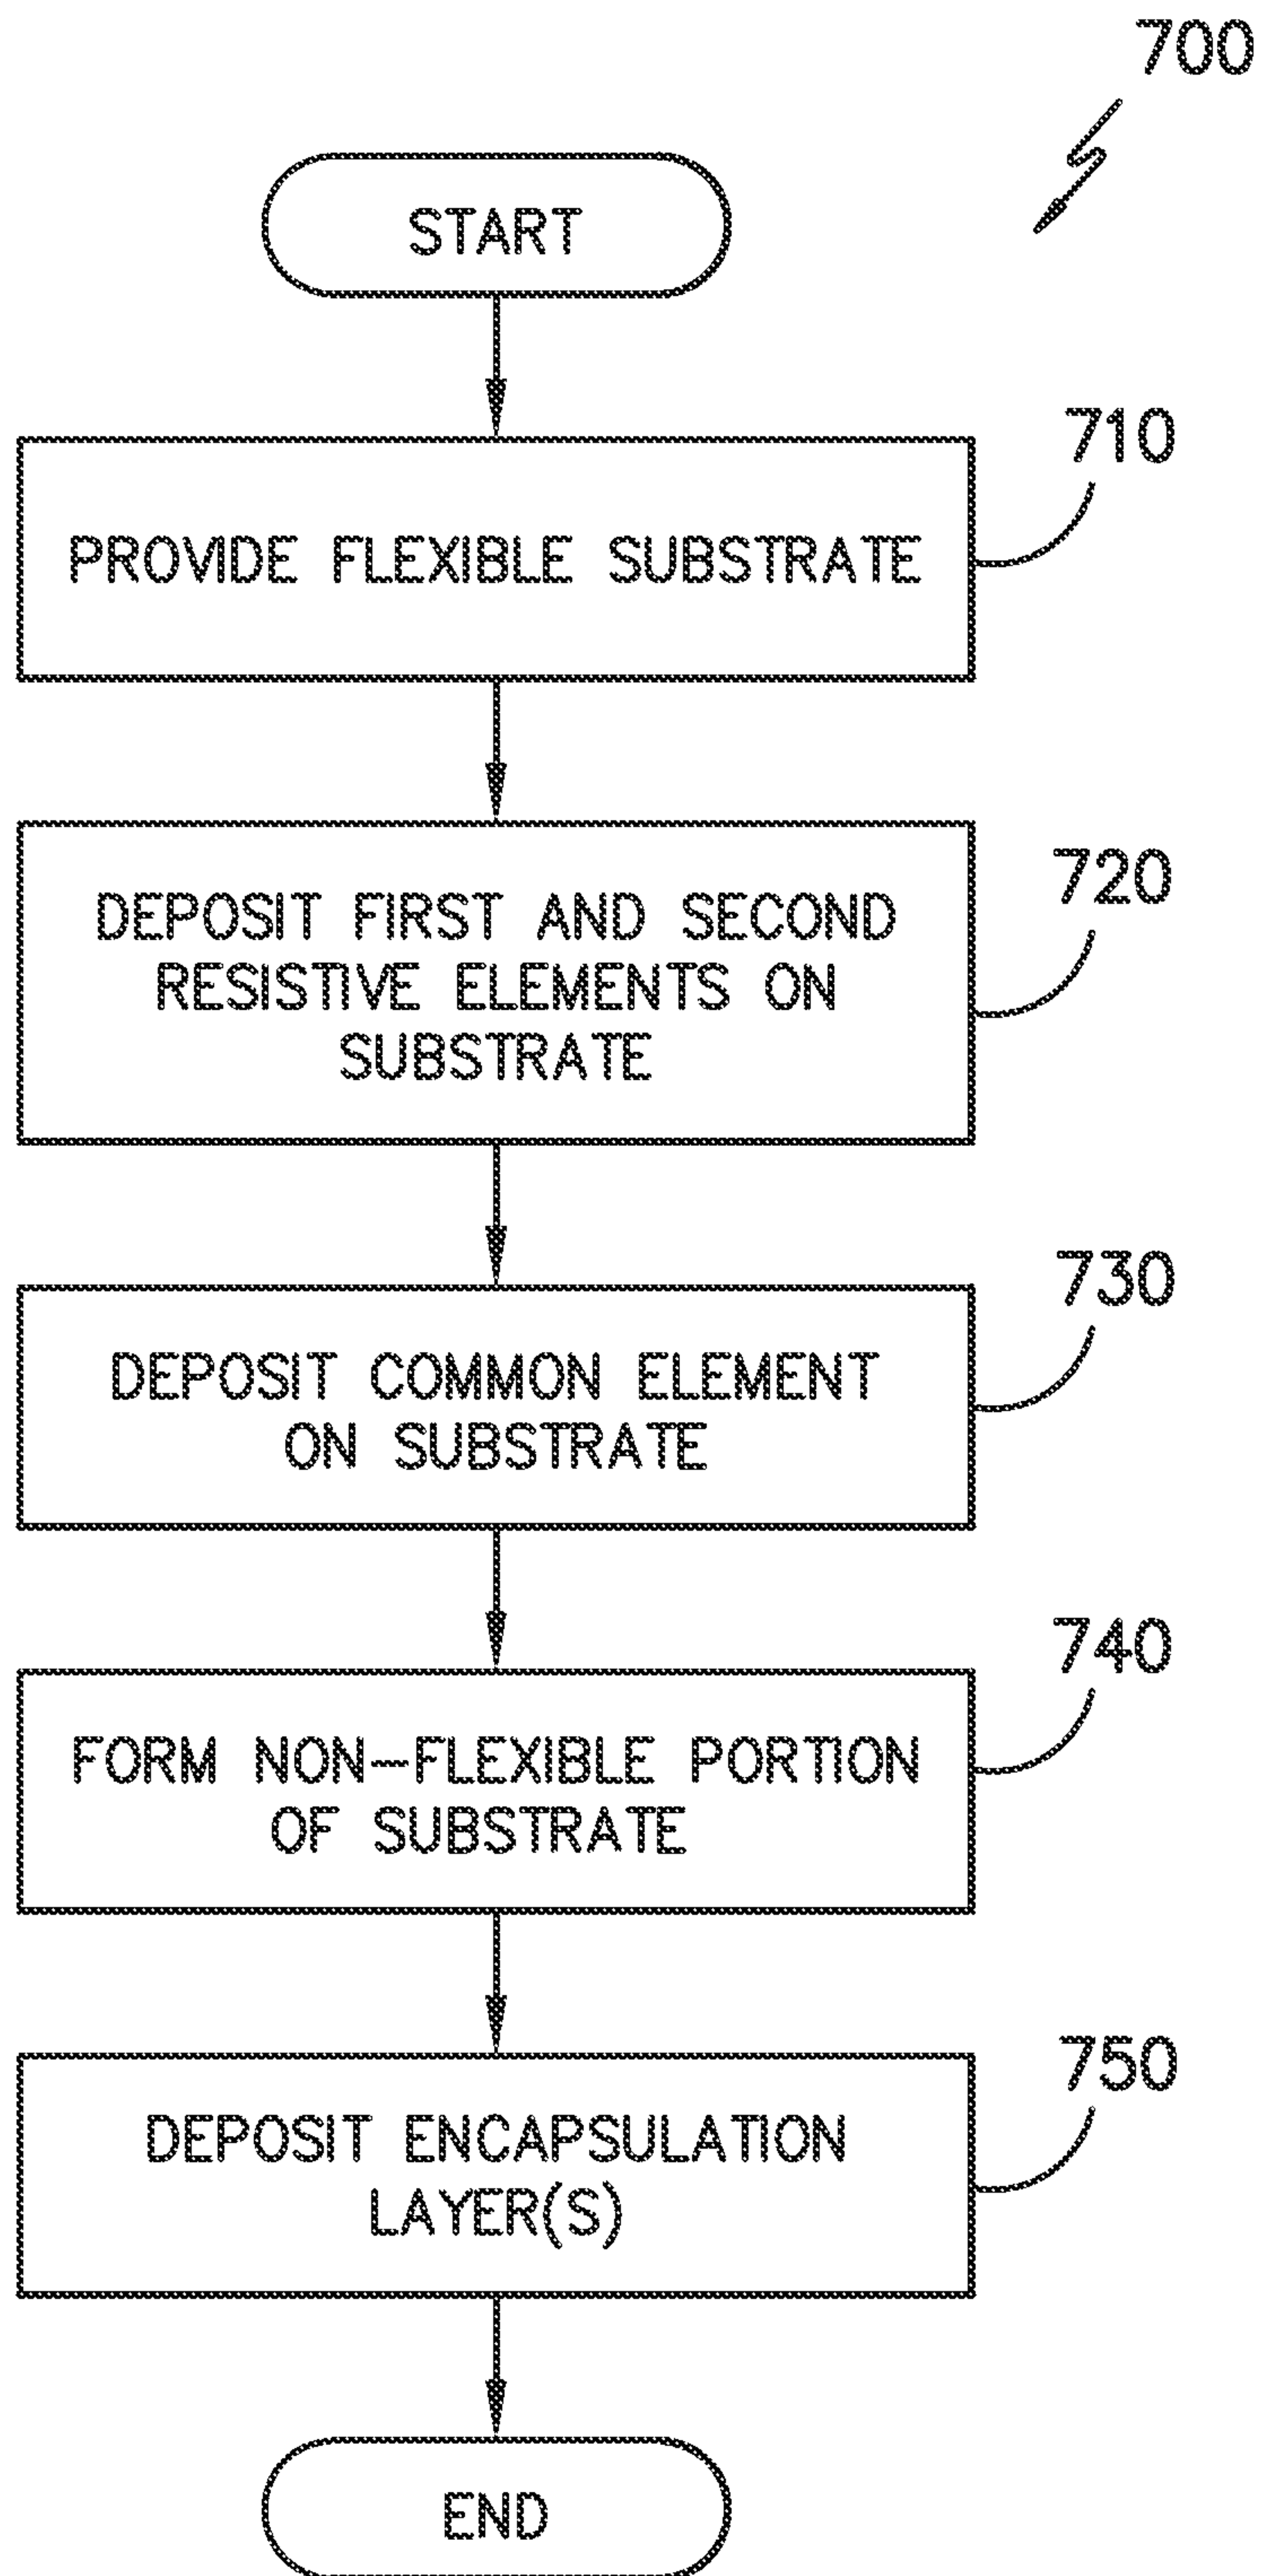 700
START
710
PROVIDE FLEXIBLE SUBSTRATE
720
DEPOSIT FIRST AND SECOND
RESISTIVE ELEMENTS ON
SUBSTRATE
730
DEPOSIT COMMON ELEMENT
ON SUBSTRATE
740
FORM NON-FLEXIBLE PORTION
OF SUBSTRATE
750
DEPOSIT ENCAPSULATION
LAYER(S)
END